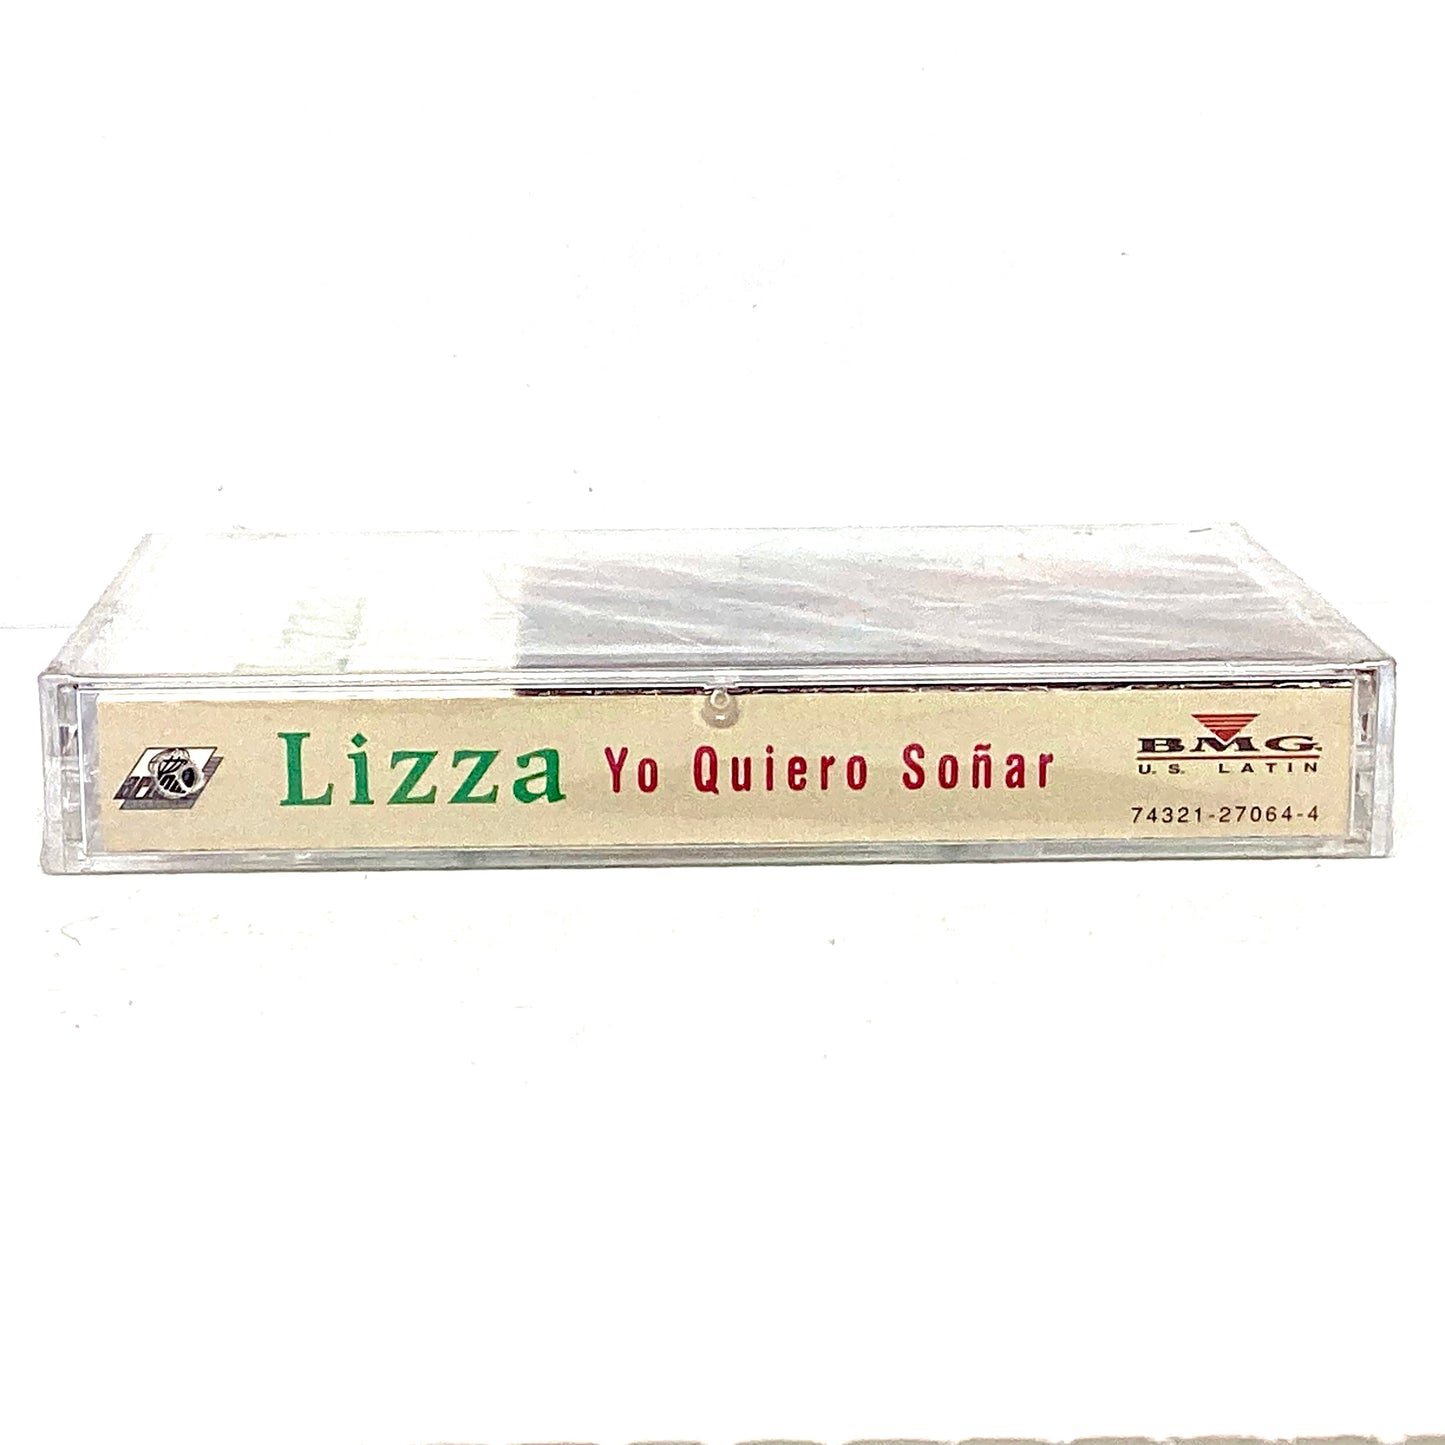 Lizza Yo Quiero Soñar
BMG
U.S. LATIN
74321-27064-4